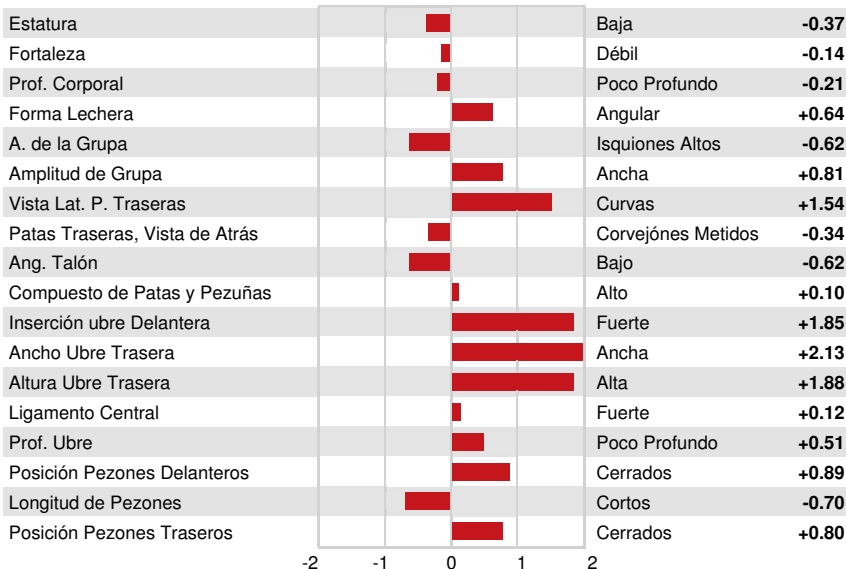 Estatura Baja -0.37
Fortaleza Débil -0.14
Prof. Corporal Poco Profundo -0.21
Forma Lechera Angular +0.64
A. de la Grupa Isquiones Altos -0.62
Amplitud de Grupa Ancha +0.81
Vista Lat. P. Traseras Curvas +1.54
Patas Traseras, Vista de Atrás Corvejónes Metidos -0.34
Ang. Talón Bajo -0.62
Compuesto de Patas y Pezuñas Alto +0.10
Inserción ubre Delantera Fuerte +1.85
Ancho Ubre Trasera Ancha +2.13
Altura Ubre Trasera Alta +1.88
Ligamento Central Fuerte +0.12
Prof. Ubre Poco Profundo +0.51
Posición Pezones Delanteros Cerrados +0.89
Longitud de Pezones Cortos -0.70
Posición Pezones Traseros Cerrados +0.80
-2 -1 0 1 2